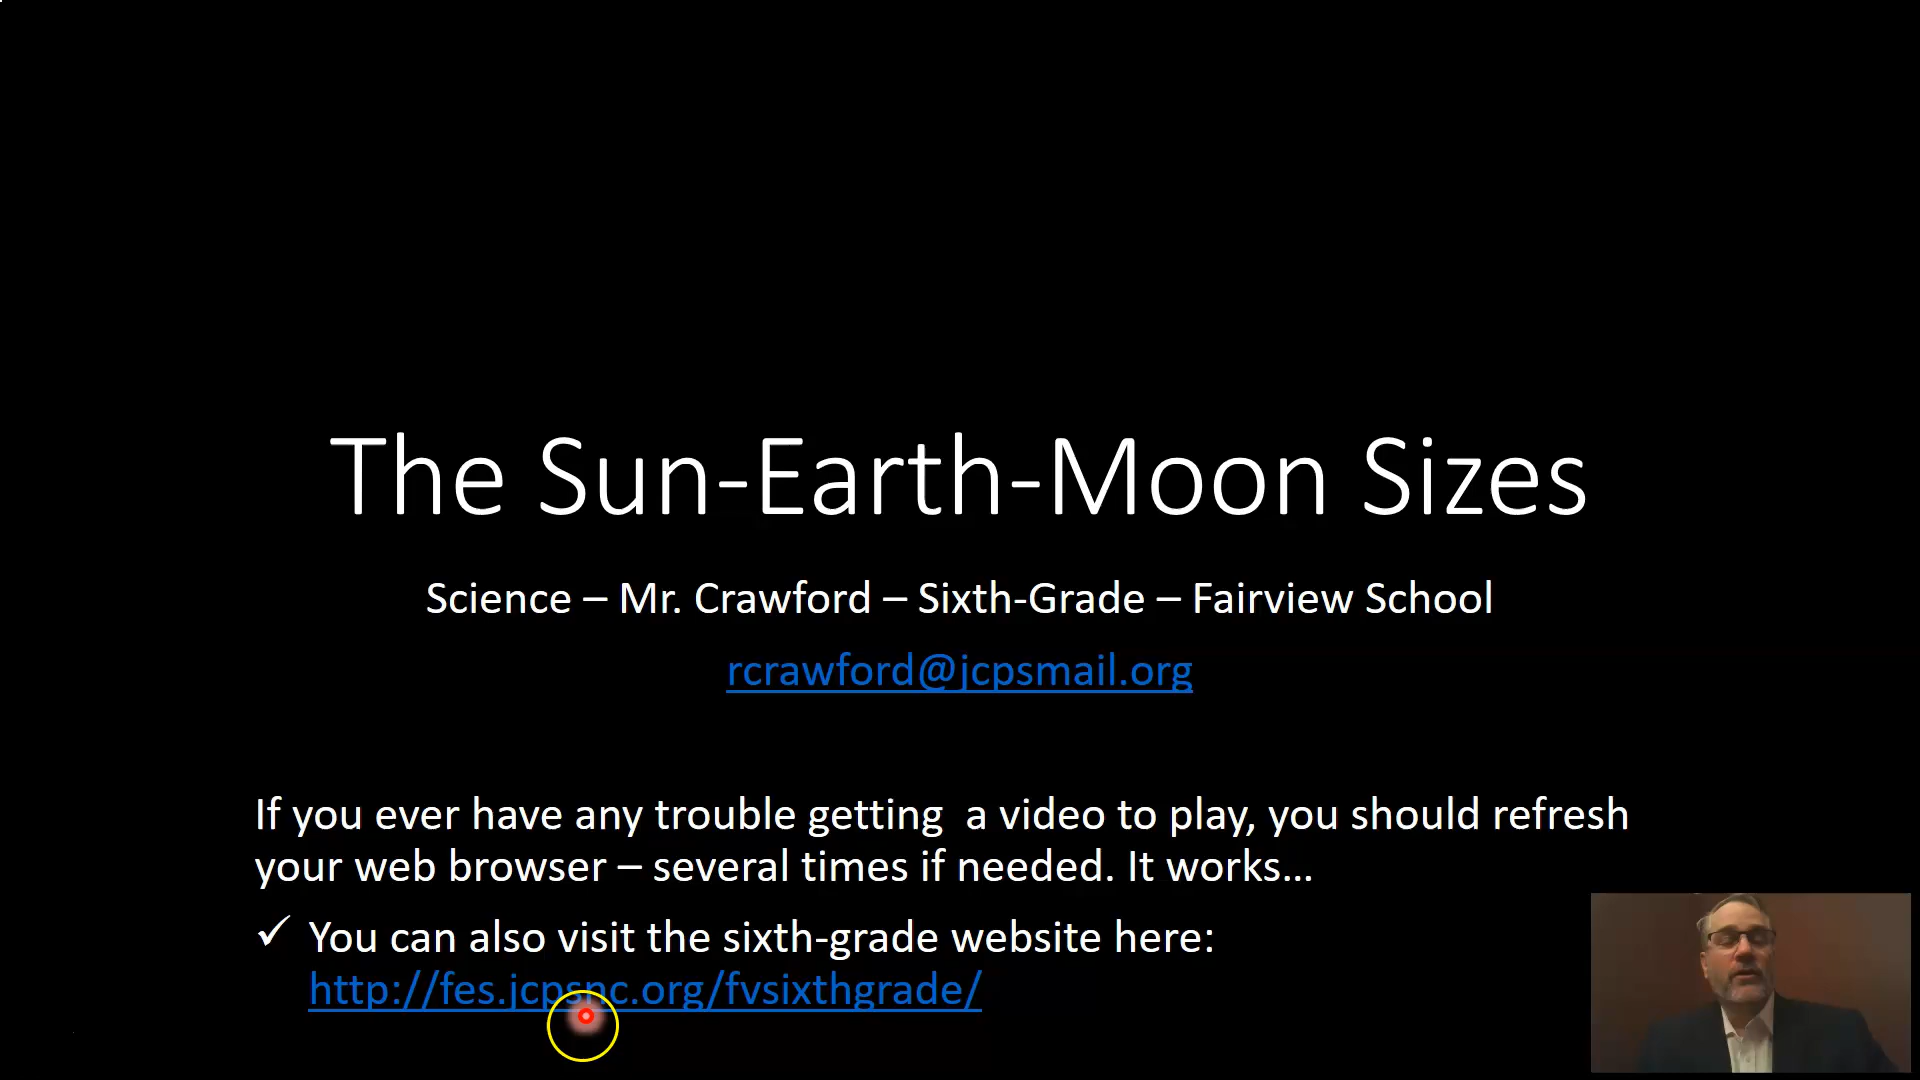 The Sun-Earth-Moon Sizes
Science – Mr. Crawford – Sixth-Grade – Fairview School
rcrawford@jcpsmail.org
If you ever have any trouble getting  a video to play, you should refresh
your web browser – several times if needed. It works…
✓ You can also visit the sixth-grade website here:
http://fes.jcpsnc.org/fvsixthgrade/